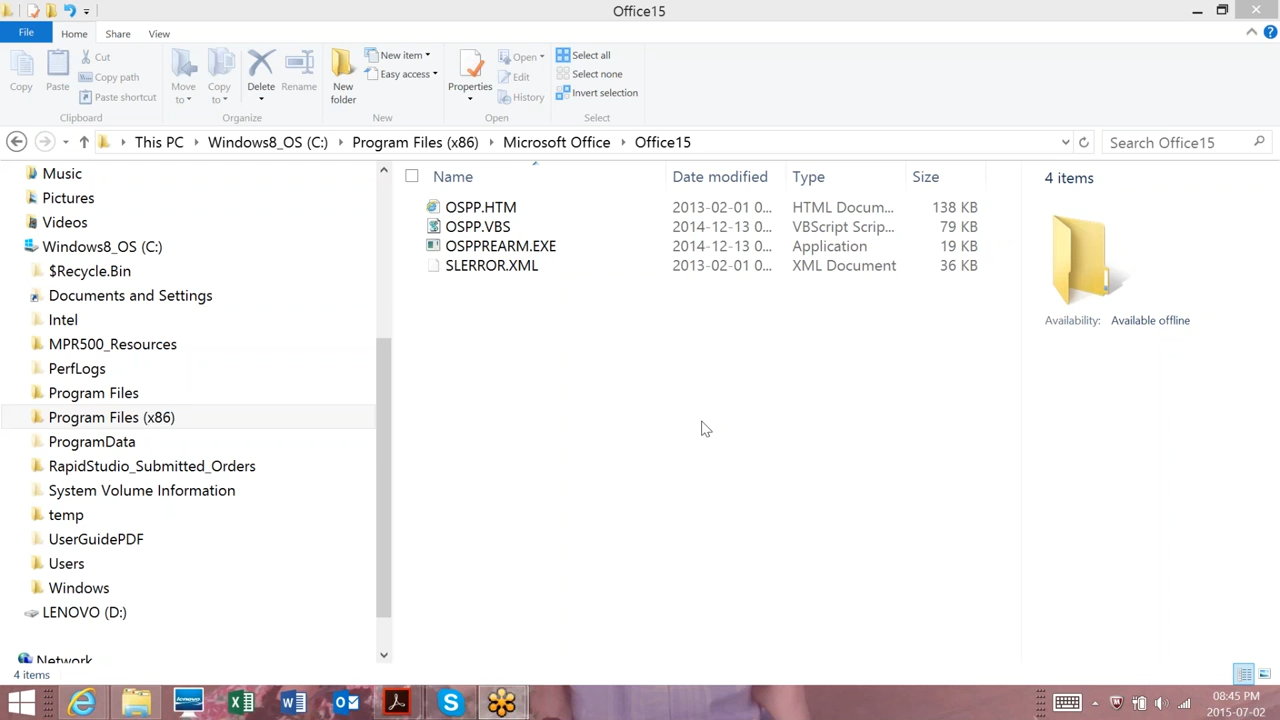 Office15
File Home Share View
Copy
Paste
Cut
Copy path
Paste shortcut
Clipboard
Move to
Copy to
Delete
Rename
Organize
New folder
New item
Easy access
New
Properties
Open
Edit
History
Open
Select all
Select none
Invert selection
Select
This PC Windows8_OS (C:) Program Files (x86) Microsoft Office Office15
Search Office15
Music
Pictures
Videos
Windows8_OS (C:)
$Recycle.Bin
Documents and Settings
Intel
MPR500_Resources
PerfLogs
Program Files
Program Files (x86)
ProgramData
RapidStudio_Submitted_Orders
System Volume Information
temp
UserGuidePDF
Users
Windows
LENOVO (D:)
Network
Name Date modified Type Size
OSPP.HTM 2013-02-01 0... HTML Docum... 138 KB
OSPP.VBS 2014-12-13 0... VBScript Scrip... 79 KB
OSPPREARM.EXE 2014-12-13 0... Application 19 KB
SLERROR.XML 2013-02-01 0... XML Document 36 KB
4 items
Availability: Available offline
4 items
lenovo
08:45 PM
2015-07-02